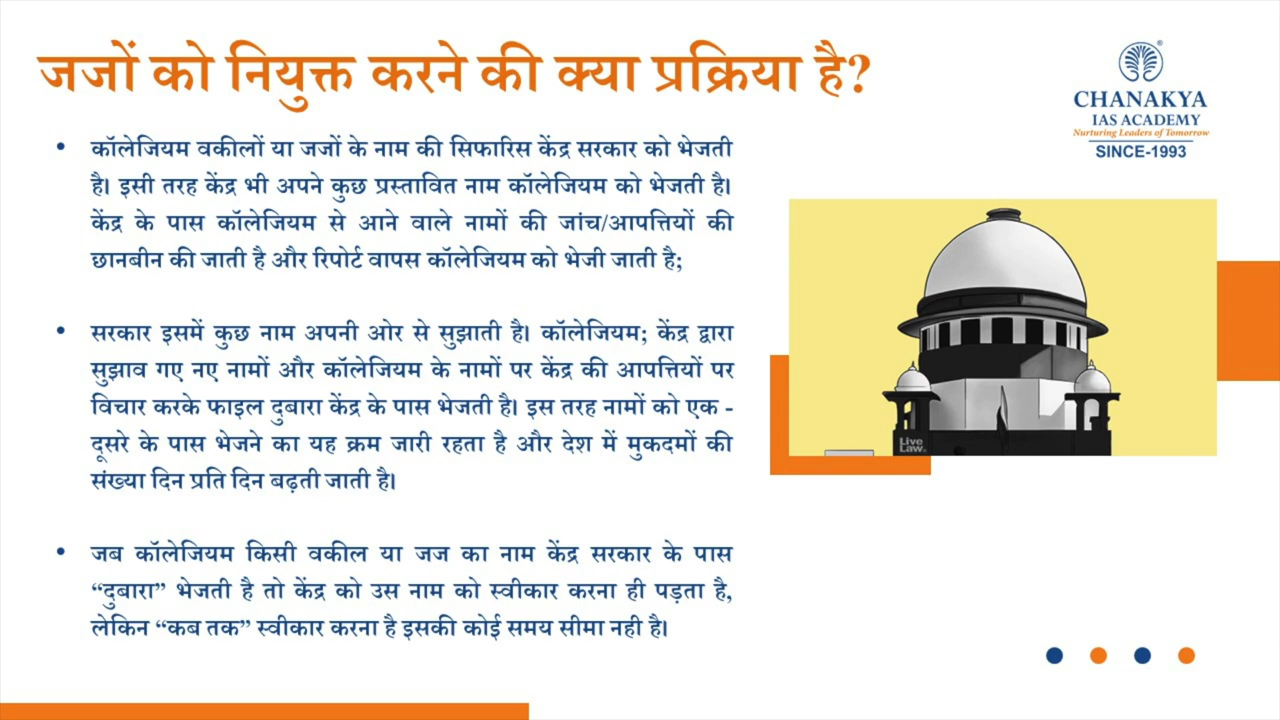 जजों को नियुक्त करने की क्या प्रक्रिया है?
CHANAKYA
IAS ACADEMY
Nurturing Leaders of Tomorrow
SINCE-1993
• कॉलेजियम वकीलों या जजों के नाम की सिफारिस केंद्र सरकार को भेजती
है। इसी तरह केंद्र भी अपने कुछ प्रस्तावित नाम कॉलेजियम को भेजती है।
केंद्र के पास कॉलेजियम से आने वाले नामों की जांच/आपत्तियों की
छानबीन की जाती है और रिपोर्ट वापस कॉलेजियम को भेजी जाती है;
• सरकार इसमें कुछ नाम अपनी ओर से सुझाती है। कॉलेजियम; केंद्र द्वारा
सुझाव गए नए नामों और कॉलेजियम के नामों पर केंद्र की आपत्तियों पर
विचार करके फाइल दुबारा केंद्र के पास भेजती है। इस तरह नामों को एक -
दूसरे के पास भेजने का यह क्रम जारी रहता है और देश में मुकदमों की
संख्या दिन प्रति दिन बढ़ती जाती है।
• जब कॉलेजियम किसी वकील या जज का नाम केंद्र सरकार के पास
“दुबारा” भेजती है तो केंद्र को उस नाम को स्वीकार करना ही पड़ता है,
लेकिन “कब तक” स्वीकार करना है इसकी कोई समय सीमा नही है।
Live
Law.